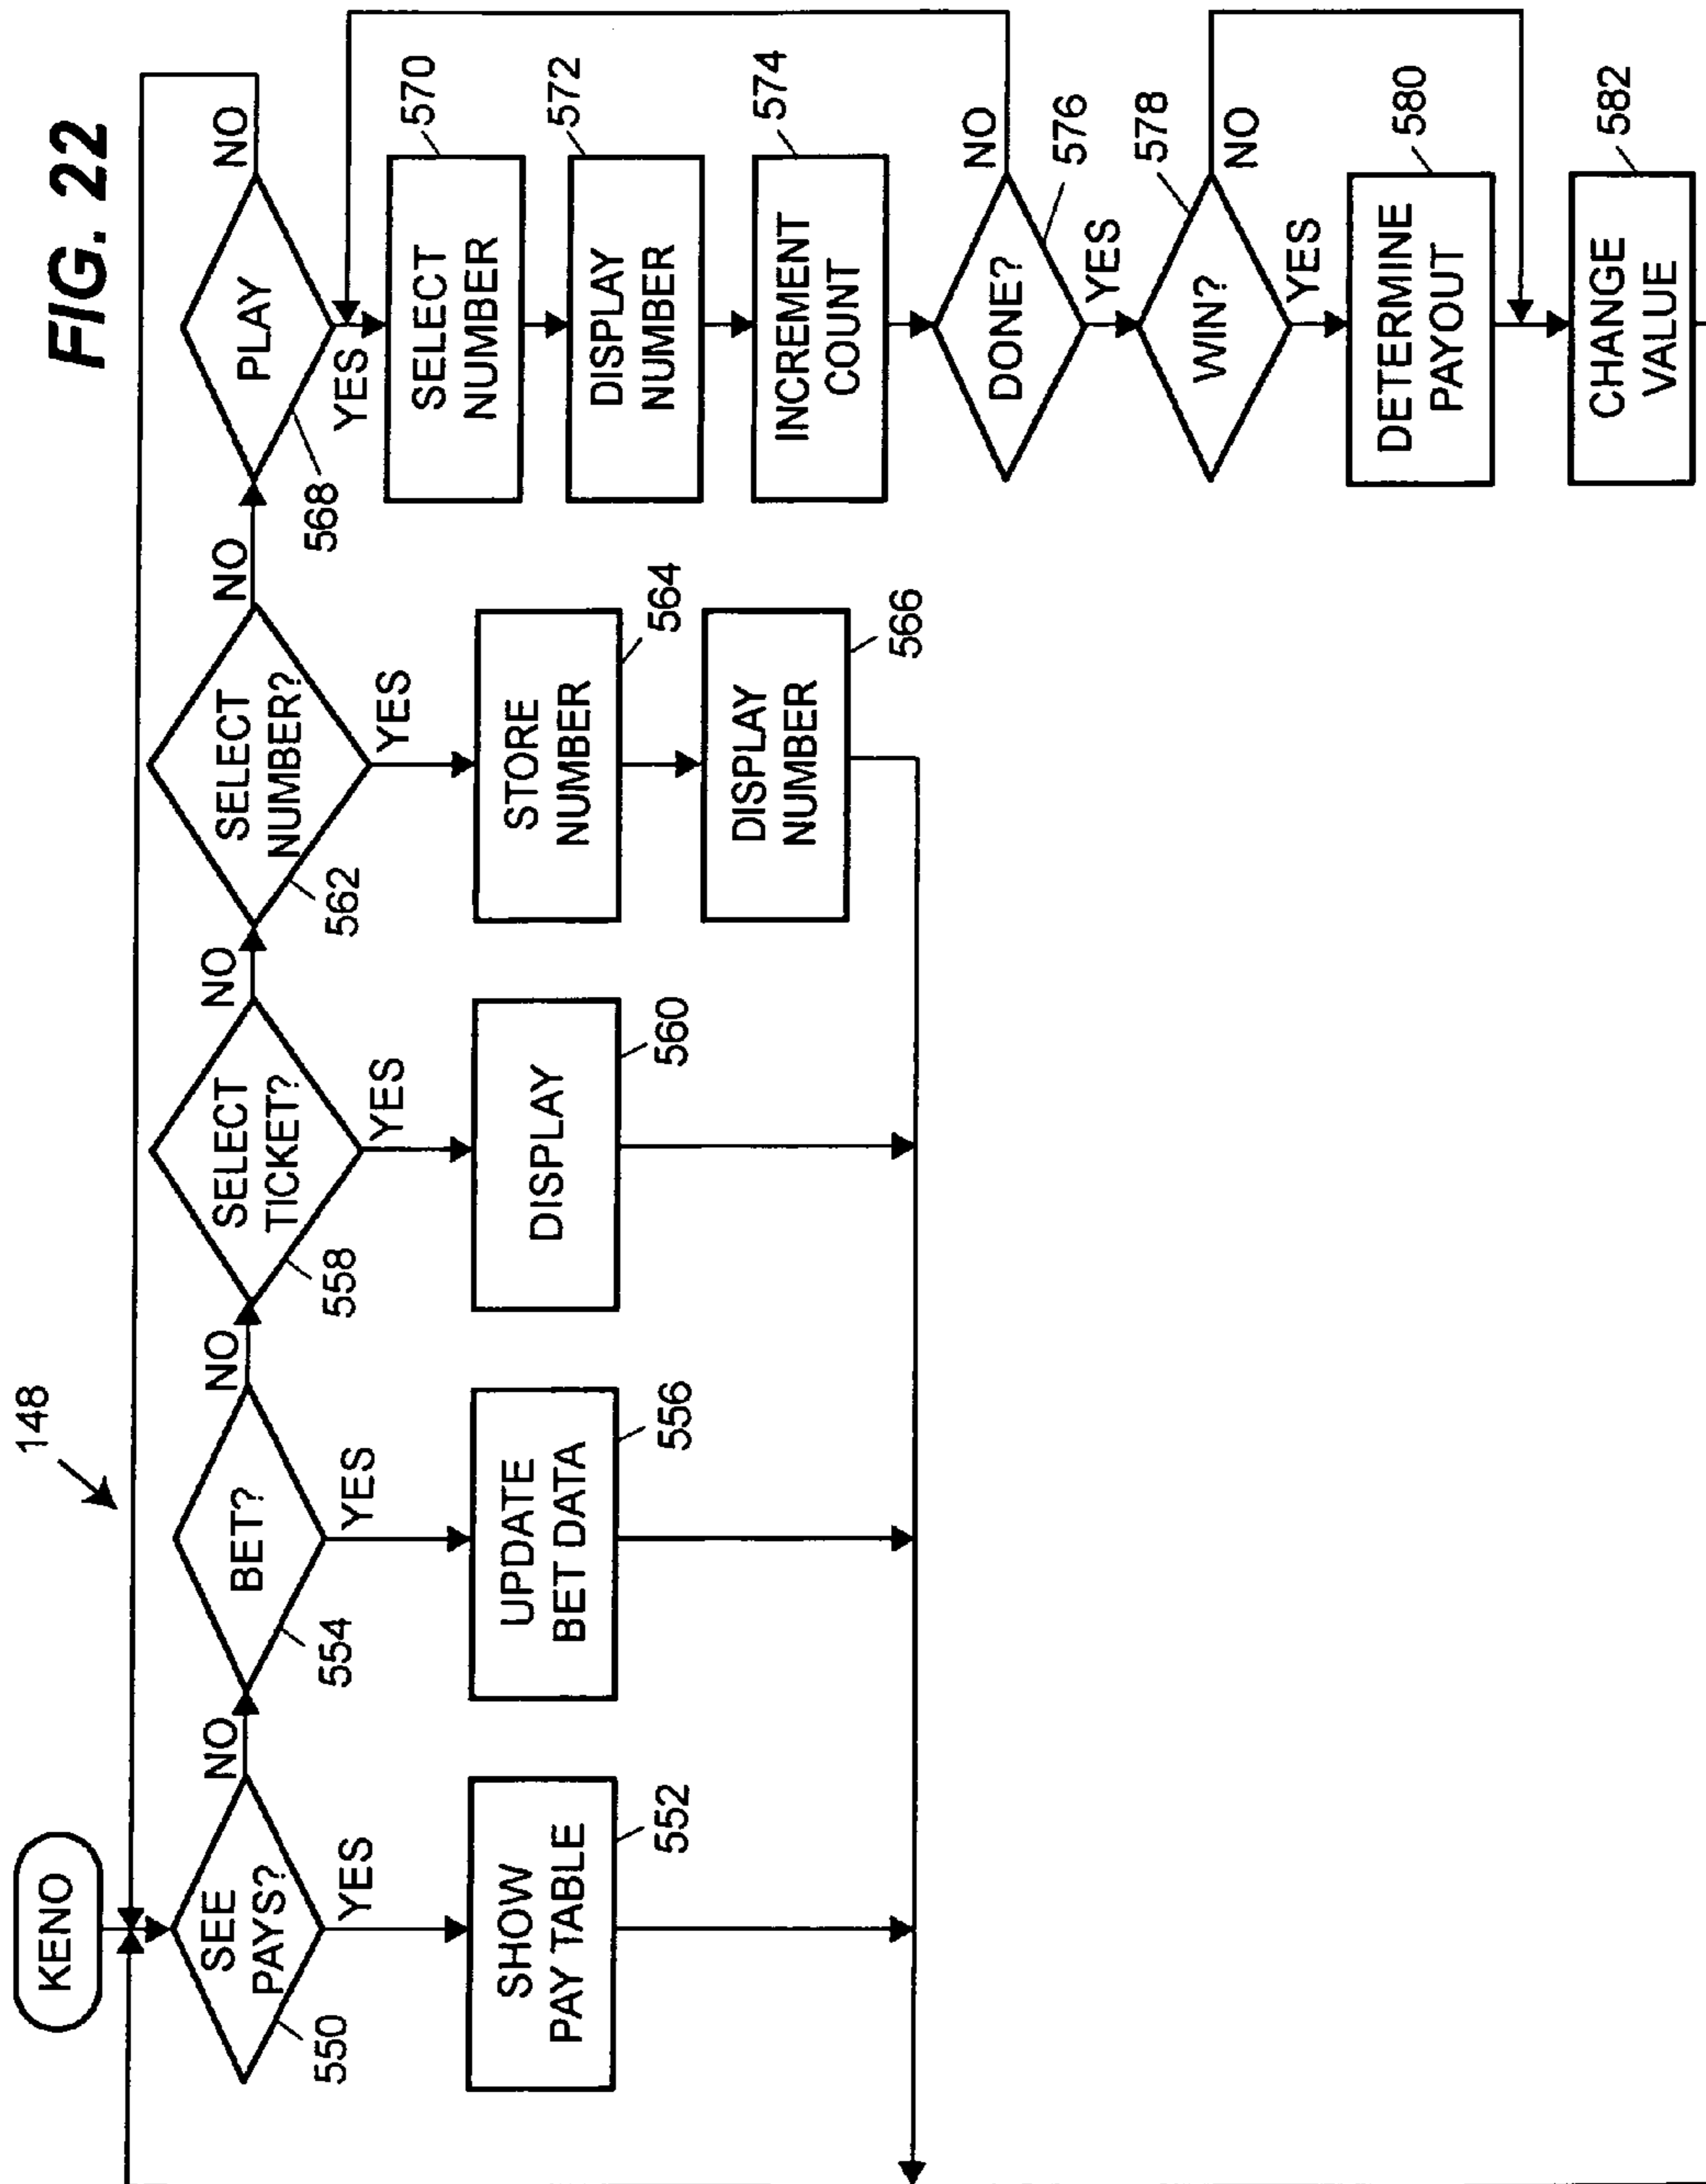 FIG. 22
148
KENO
SEE
PAYS?
550
NO
YES
SHOW
PAY TABLE
552
BET?
554
NO
YES
UPDATE
BET DATA
556
SELECT
TICKET?
558
NO
YES
DISPLAY
560
SELECT
NUMBER?
562
NO
YES
STORE
NUMBER
564
DISPLAY
NUMBER
566
PLAY
568
NO
YES
SELECT
NUMBER
570
DISPLAY
NUMBER
572
INCREMENT
COUNT
574
DONE?
576
NO
YES
WIN?
578
NO
YES
DETERMINE
PAYOUT
580
CHANGE
VALUE
582